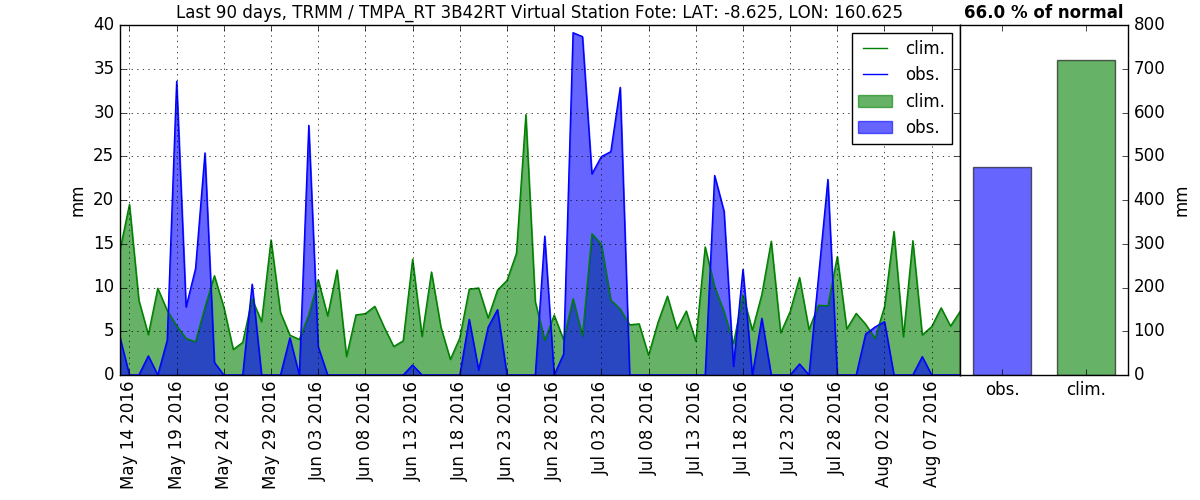 Last 90 days, TRMM / TMPA_RT 3B42RT Virtual Station Fote: LAT: -8.625, LON: 160.625
66.0 % of normal
40
35
30
25
20
15
10
5
0
mm
clim.
obs.
clim.
obs.
800
700
600
500
400
300
200
100
0
mm
May 14 2016
May 19 2016
May 24 2016
May 29 2016
Jun 03 2016
Jun 08 2016
Jun 13 2016
Jun 18 2016
Jun 23 2016
Jun 28 2016
Jul 03 2016
Jul 08 2016
Jul 13 2016
Jul 18 2016
Jul 23 2016
Jul 28 2016
Aug 02 2016
Aug 07 2016
obs.
clim.